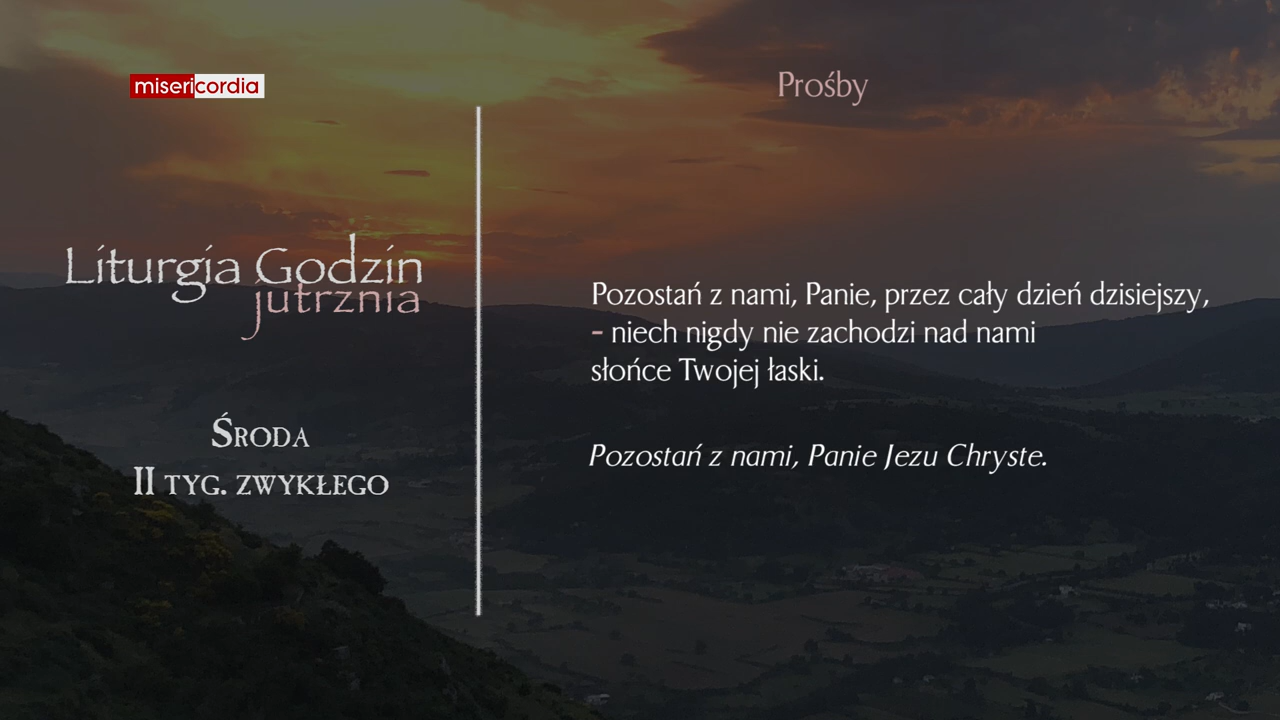 misericordia
Liturgia Godzin
jutrznia
Środa
II tyg. zwykłego
Prośby
Pozostań z nami, Panie, przez cały dzień dzisiejszy,
- niech nigdy nie zachodzi nad nami
słońce Twojej łaski.
Pozostań z nami, Panie Jezu Chryste.